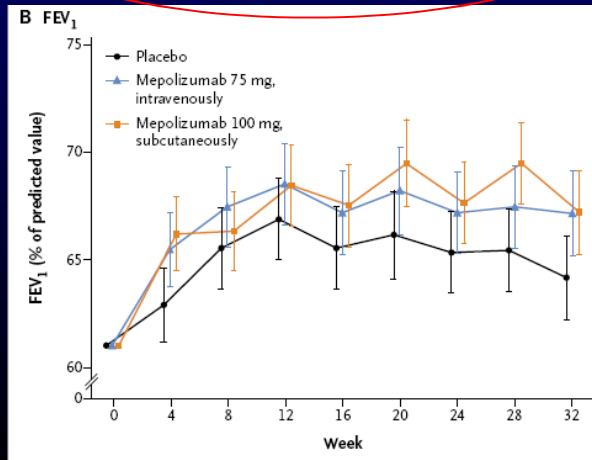 B FEV1
75
Placebo
Mepolizumab 75 mg,
intravenously
Mepolizumab 100 mg,
subcutaneously
70
65
60
0
FEV1 (% of predicted value)
0 4 8 12 16 20 24 28 32
Week